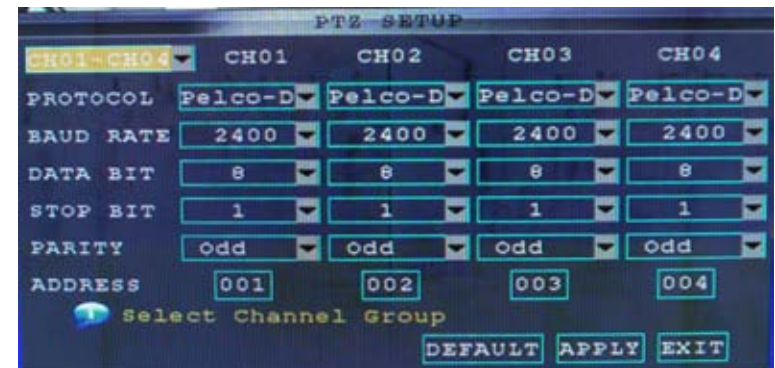 PTZ SETUP
CH01-CH04 CH01 CH02 CH03 CH04
PROTOCOL Pelco-D Pelco-D Pelco-D Pelco-D
BAUD RATE 2400 2400 2400 2400
DATA BIT 8 8 8 8
STOP BIT 1 1 1 1
PARITY Odd Odd Odd Odd
ADDRESS 001 002 003 004
Select Channel Group
DEFAULT APPLY EXIT